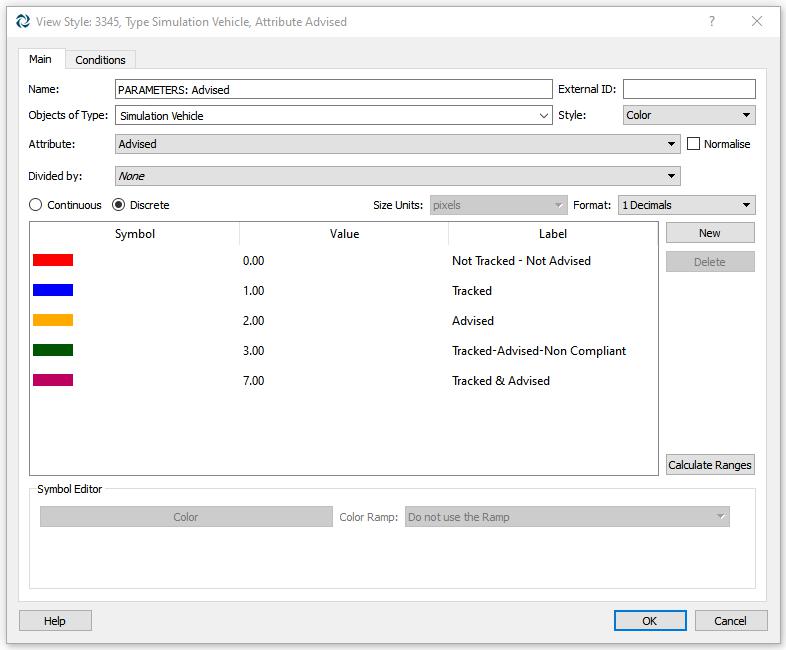 View Style: 3345, Type Simulation Vehicle, Attribute Advised ?
Main Conditions
Name: PARAMETERS: Advised External ID:
Objects of Type: Simulation Vehicle Style: Color
Attribute: Advised Normalise
Divided by: None
Continuous Discrete Size Units: pixels Format: 1 Decimals
Symbol Value Label New
0.00 Not Tracked - Not Advised Delete
1.00 Tracked
2.00 Advised
3.00 Tracked-Advised-Non Compliant
7.00 Tracked & Advised
Calculate Ranges
Symbol Editor
Color Color Ramp: Do not use the Ramp
Help OK Cancel